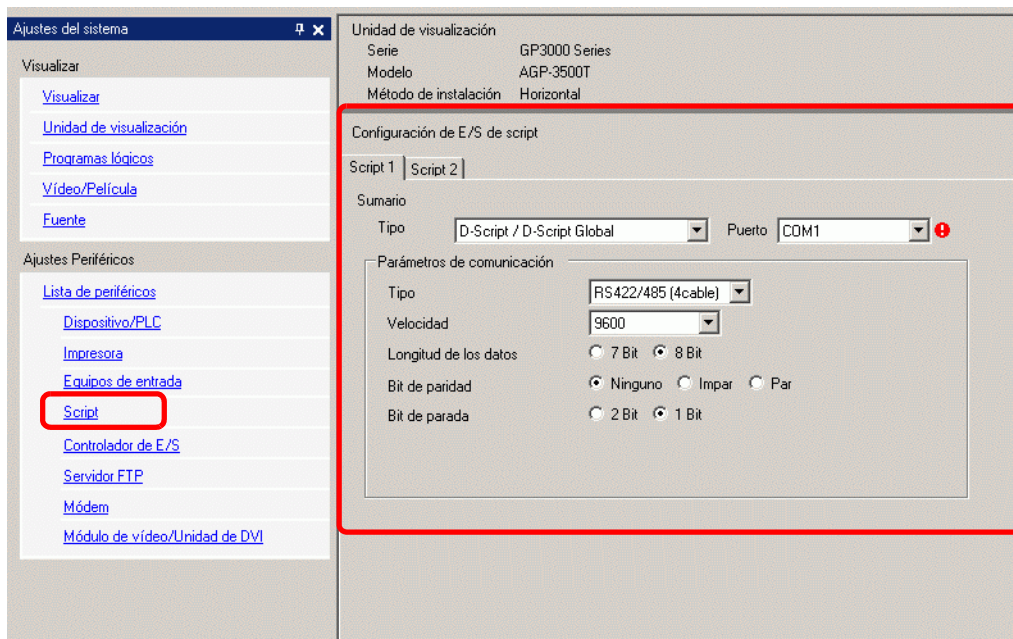 Ajustes del sistema
Visualizar
Visualizar
Unidad de visualización
Programas lógicos
Vídeo/Película
Fuente
Ajustes Periféricos
Lista de periféricos
Dispositivo/PLC
Impresora
Equipos de entrada
Script
Controlador de E/S
Servidor FTP
Módem
Módulo de vídeo/Unidad de DVI
Unidad de visualización
Serie GP3000 Series
Modelo AGP-3500T
Método de instalación Horizontal
Configuración de E/S de script
Script 1 Script 2
Sumario
Tipo D-Script / D-Script Global Puerto COM1
Parámetros de comunicación
Tipo RS422/485 (4cable)
Velocidad 9600
Longitud de los datos 7 Bit 8 Bit
Bit de paridad Ninguno Impar Par
Bit de parada 2 Bit 1 Bit